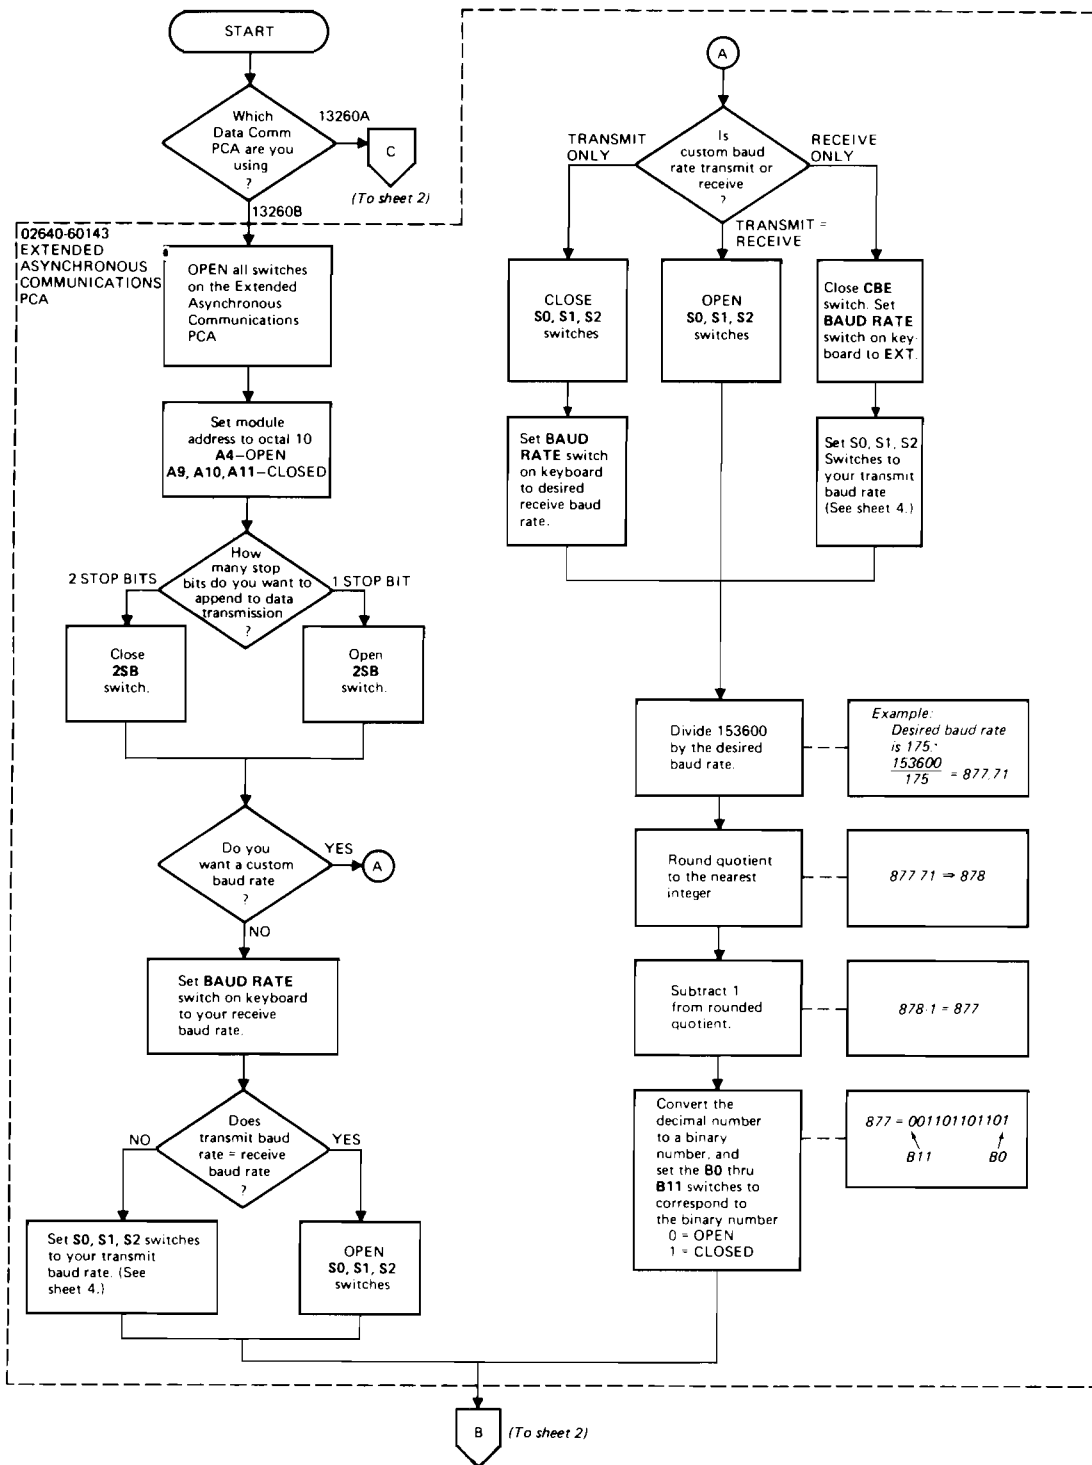 START
Which
Data Comm
PCA are you
using
?
13260A
C
(To sheet 2)
13260B
02640-60143
EXTENDED
ASYNCHRONOUS
COMMUNICATIONS
PCA
OPEN all switches
on the Extended
Asynchronous
Communications
PCA
Set module
address to octal 10
A4–OPEN
A9, A10, A11–CLOSED
How
many stop
bits do you want to
append to data
transmission
?
2 STOP BITS
1 STOP BIT
Close
2SB
switch.
Open
2SB
switch.
Do you
want a custom
baud rate
?
YES
A
NO
Set BAUD RATE
switch on keyboard
to your receive
baud rate.
Does
transmit baud
rate = receive
baud rate
?
NO
YES
Set S0, S1, S2 switches
to your transmit
baud rate. (See
sheet 4.)
OPEN
S0, S1, S2
switches
A
Is
custom baud
rate transmit or
receive
?
TRANSMIT
ONLY
RECEIVE
ONLY
TRANSMIT =
RECEIVE
CLOSE
S0, S1, S2
switches
OPEN
S0, S1, S2
switches
Close CBE
switch. Set
BAUD RATE
switch on key-
board to EXT.
Set BAUD
RATE switch
on keyboard
to desired
receive baud
rate.
Set S0, S1, S2
Switches to
your transmit
baud rate
(See sheet 4.)
Divide 153600
by the desired
baud rate.
Example:
Desired baud rate
is 175.:
153600
175
= 877.71
Round quotient
to the nearest
integer
877 71 ⇒ 878
Subtract 1
from rounded
quotient.
878-1 = 877
Convert the
decimal number
to a binary
number, and
set the B0 thru
B11 switches to
correspond to
the binary number
0 = OPEN
1 = CLOSED
877 = 001101101101
B11
B0
B
(To sheet 2)